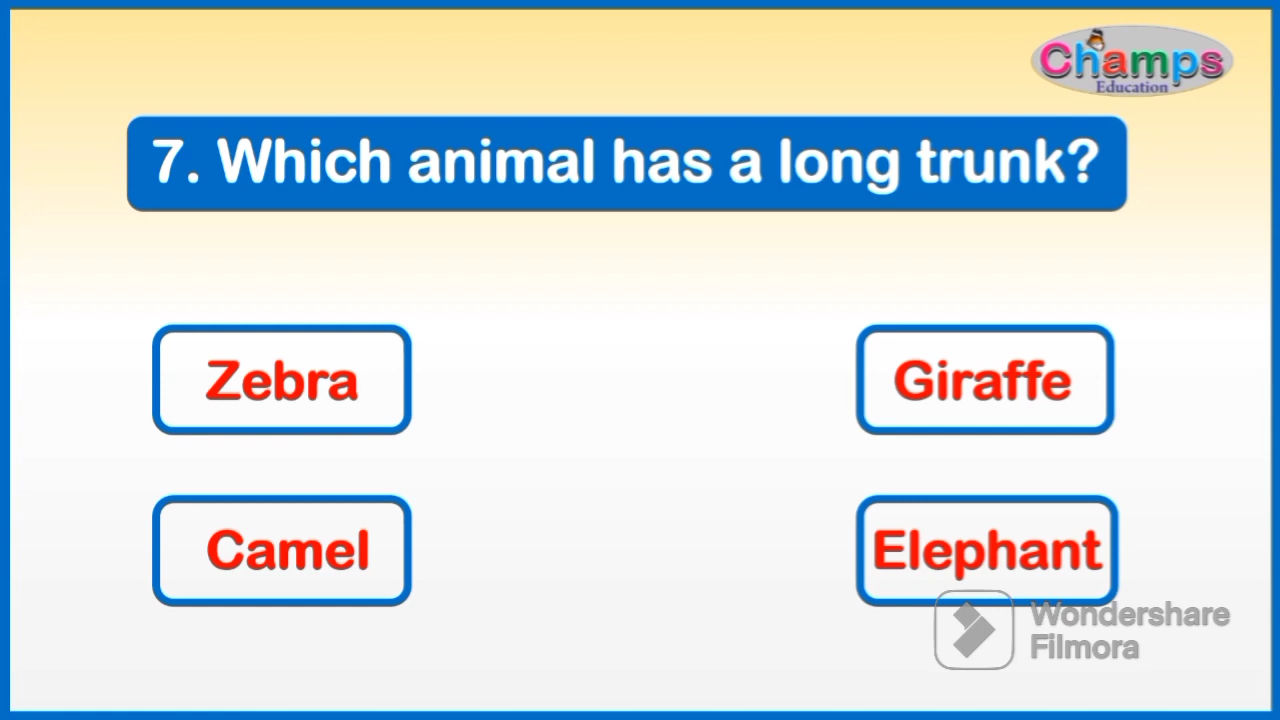 Champs
Education
7. Which animal has a long trunk?
Zebra
Giraffe
Camel
Elephant
Wondershare
Filmora